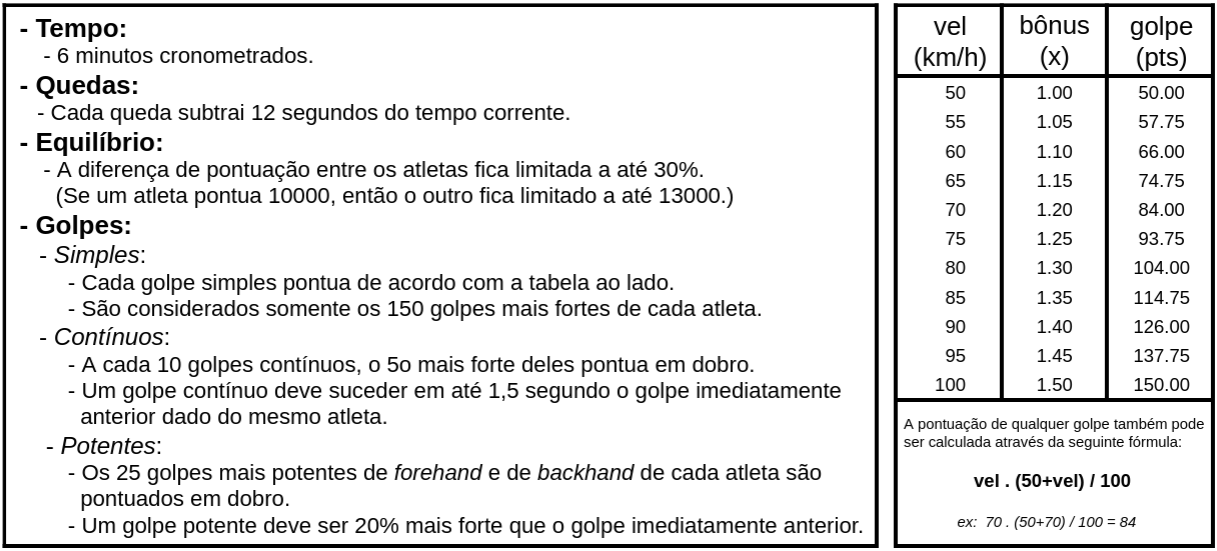 - Tempo:
- 6 minutos cronometrados.
- Quedas:
- Cada queda subtrai 12 segundos do tempo corrente.
- Equilíbrio:
- A diferença de pontuação entre os atletas fica limitada a até 30%.
(Se um atleta pontua 10000, então o outro fica limitado a até 13000.)
- Golpes:
- Simples:
- Cada golpe simples pontua de acordo com a tabela ao lado.
- São considerados somente os 150 golpes mais fortes de cada atleta.
- Contínuos:
- A cada 10 golpes contínuos, o 5o mais forte deles pontua em dobro.
- Um golpe contínuo deve suceder em até 1,5 segundo o golpe imediatamente
anterior dado do mesmo atleta.
- Potentes:
- Os 25 golpes mais potentes de forehand e de backhand de cada atleta são
pontuados em dobro.
- Um golpe potente deve ser 20% mais forte que o golpe imediatamente anterior.
vel bônus golpe
(km/h) (x) (pts)
50 1.00 50.00
55 1.05 57.75
60 1.10 66.00
65 1.15 74.75
70 1.20 84.00
75 1.25 93.75
80 1.30 104.00
85 1.35 114.75
90 1.40 126.00
95 1.45 137.75
100 1.50 150.00
A pontuação de qualquer golpe também pode
ser calculada através da seguinte fórmula:
vel . (50+vel) / 100
ex: 70 . (50+70) / 100 = 84